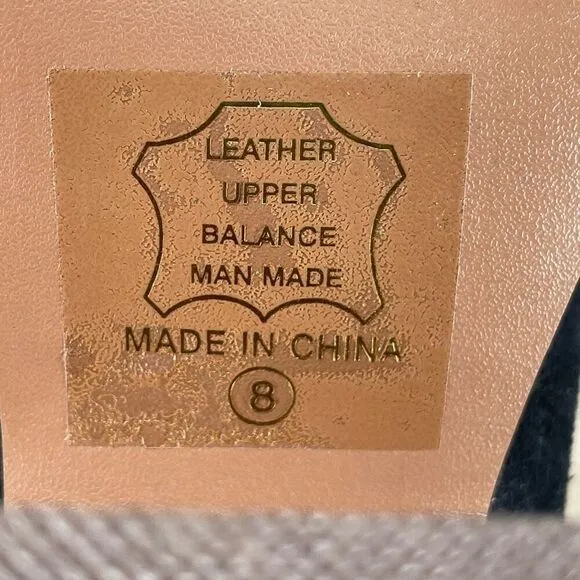 LEATHER
UPPER
BALANCE
MAN MADE
MADE IN CHINA
8